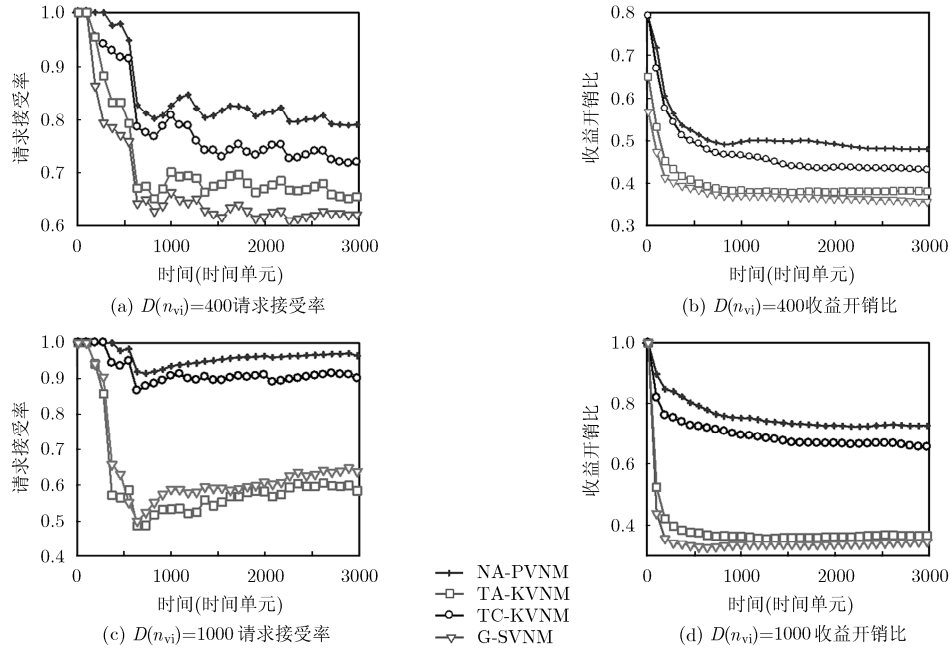 1.0
0.9
0.8
0.7
0.6
请求接受率
0
1000
2000
3000
时间(时间单元)
(a) D(nvi)=400请求接受率
0.8
0.7
0.6
0.5
0.4
0.3
收益开销比
0
1000
2000
3000
时间(时间单元)
(b) D(nvi)=400收益开销比
1.0
0.9
0.8
0.7
0.6
0.5
0.4
请求接受率
0
1000
2000
3000
时间(时间单元)
(c) D(nvi)=1000 请求接受率
NA-PVNM
TA-KVNM
TC-KVNM
G-SVNM
1.0
0.8
0.6
0.4
收益开销比
0
1000
2000
3000
时间(时间单元)
(d) D(nvi)=1000 收益开销比